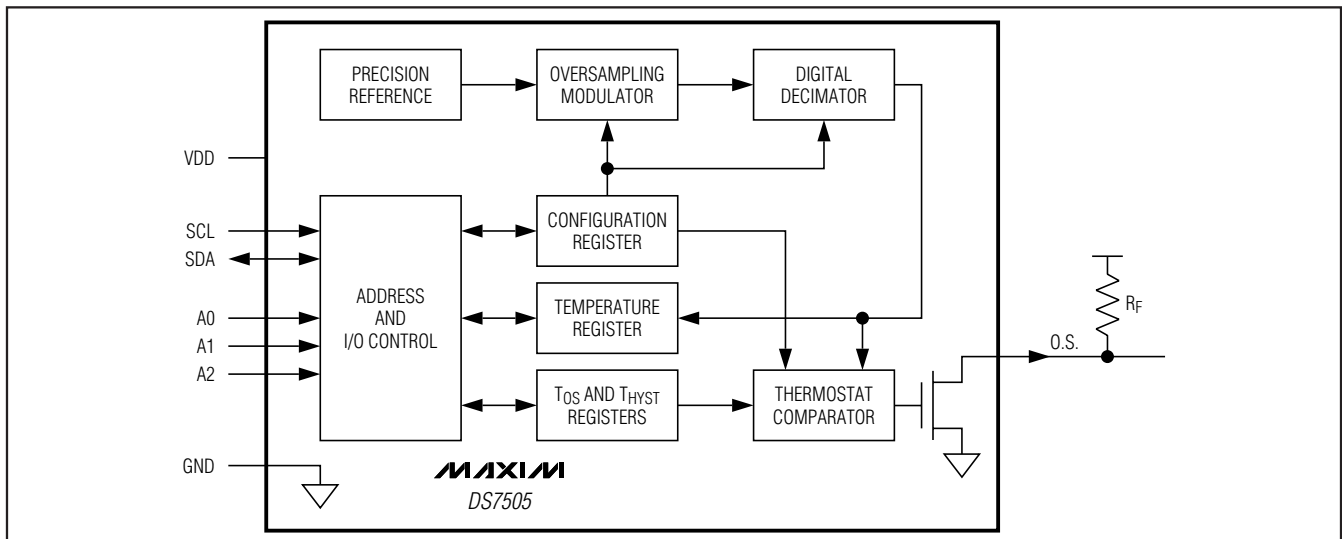 PRECISION
REFERENCE
OVERSAMPLING
MODULATOR
DIGITAL
DECIMATOR
VDD
SCL
SDA
A0
A1
A2
GND
ADDRESS
AND
I/O CONTROL
CONFIGURATION
REGISTER
TEMPERATURE
REGISTER
TOS AND THYST
REGISTERS
THERMOSTAT
COMPARATOR
O.S.
RF
MAXIM
DS7505